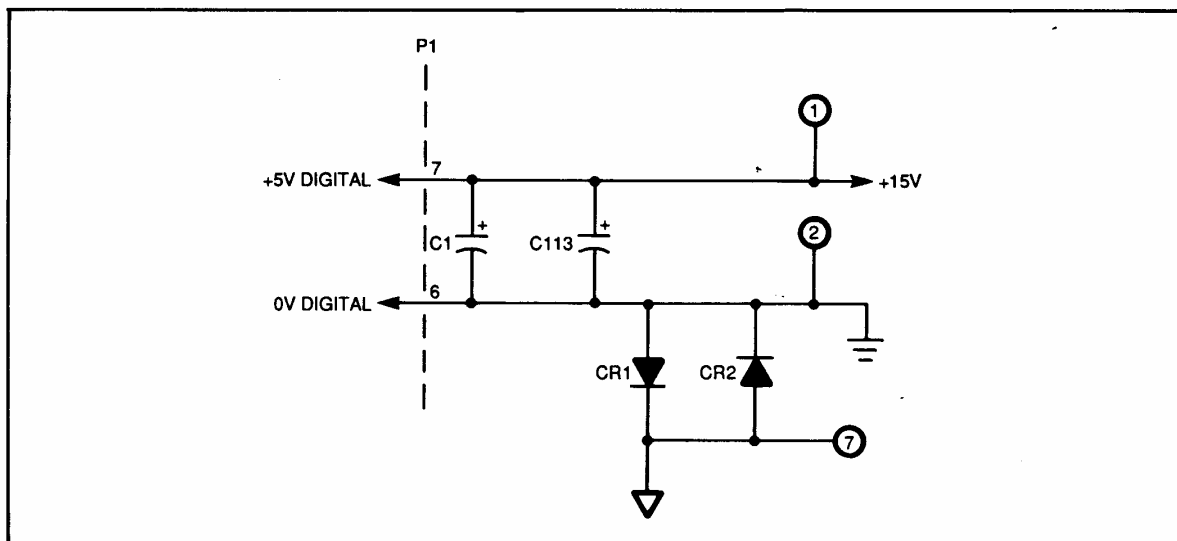 P1
1
7
+5V DIGITAL
+15V
+
C1
+
C113
2
6
0V DIGITAL
CR1
CR2
7